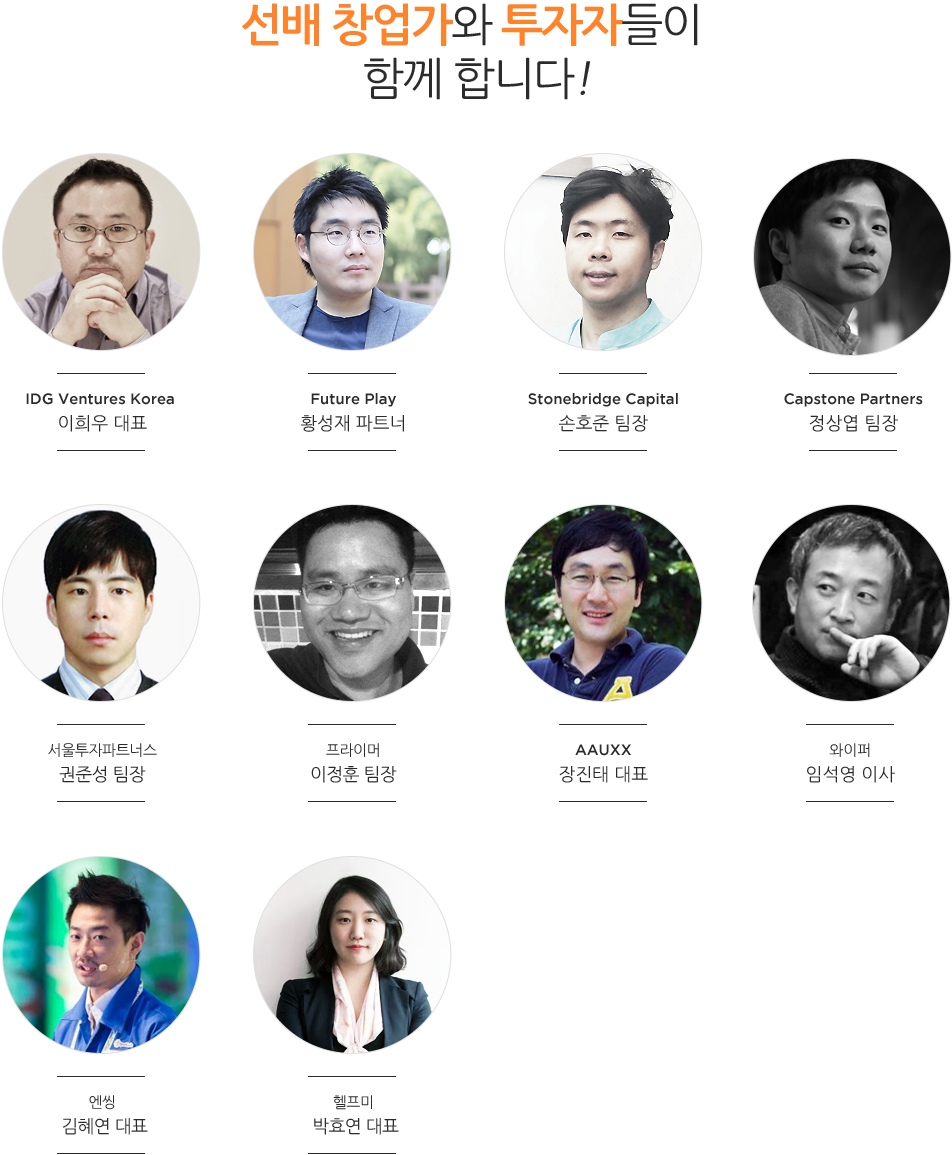 선배 창업가와 투자자들이
함께 합니다!
IDG Ventures Korea
이희우 대표
Future Play
황성재 파트너
Stonebridge Capital
손호준 팀장
Capstone Partners
정상엽 팀장
서울투자파트너스
권준성 팀장
프라이머
이정훈 팀장
AAUXX
장진태 대표
와이퍼
임석영 이사
엔씽
김혜연 대표
헬프미
박효연 대표